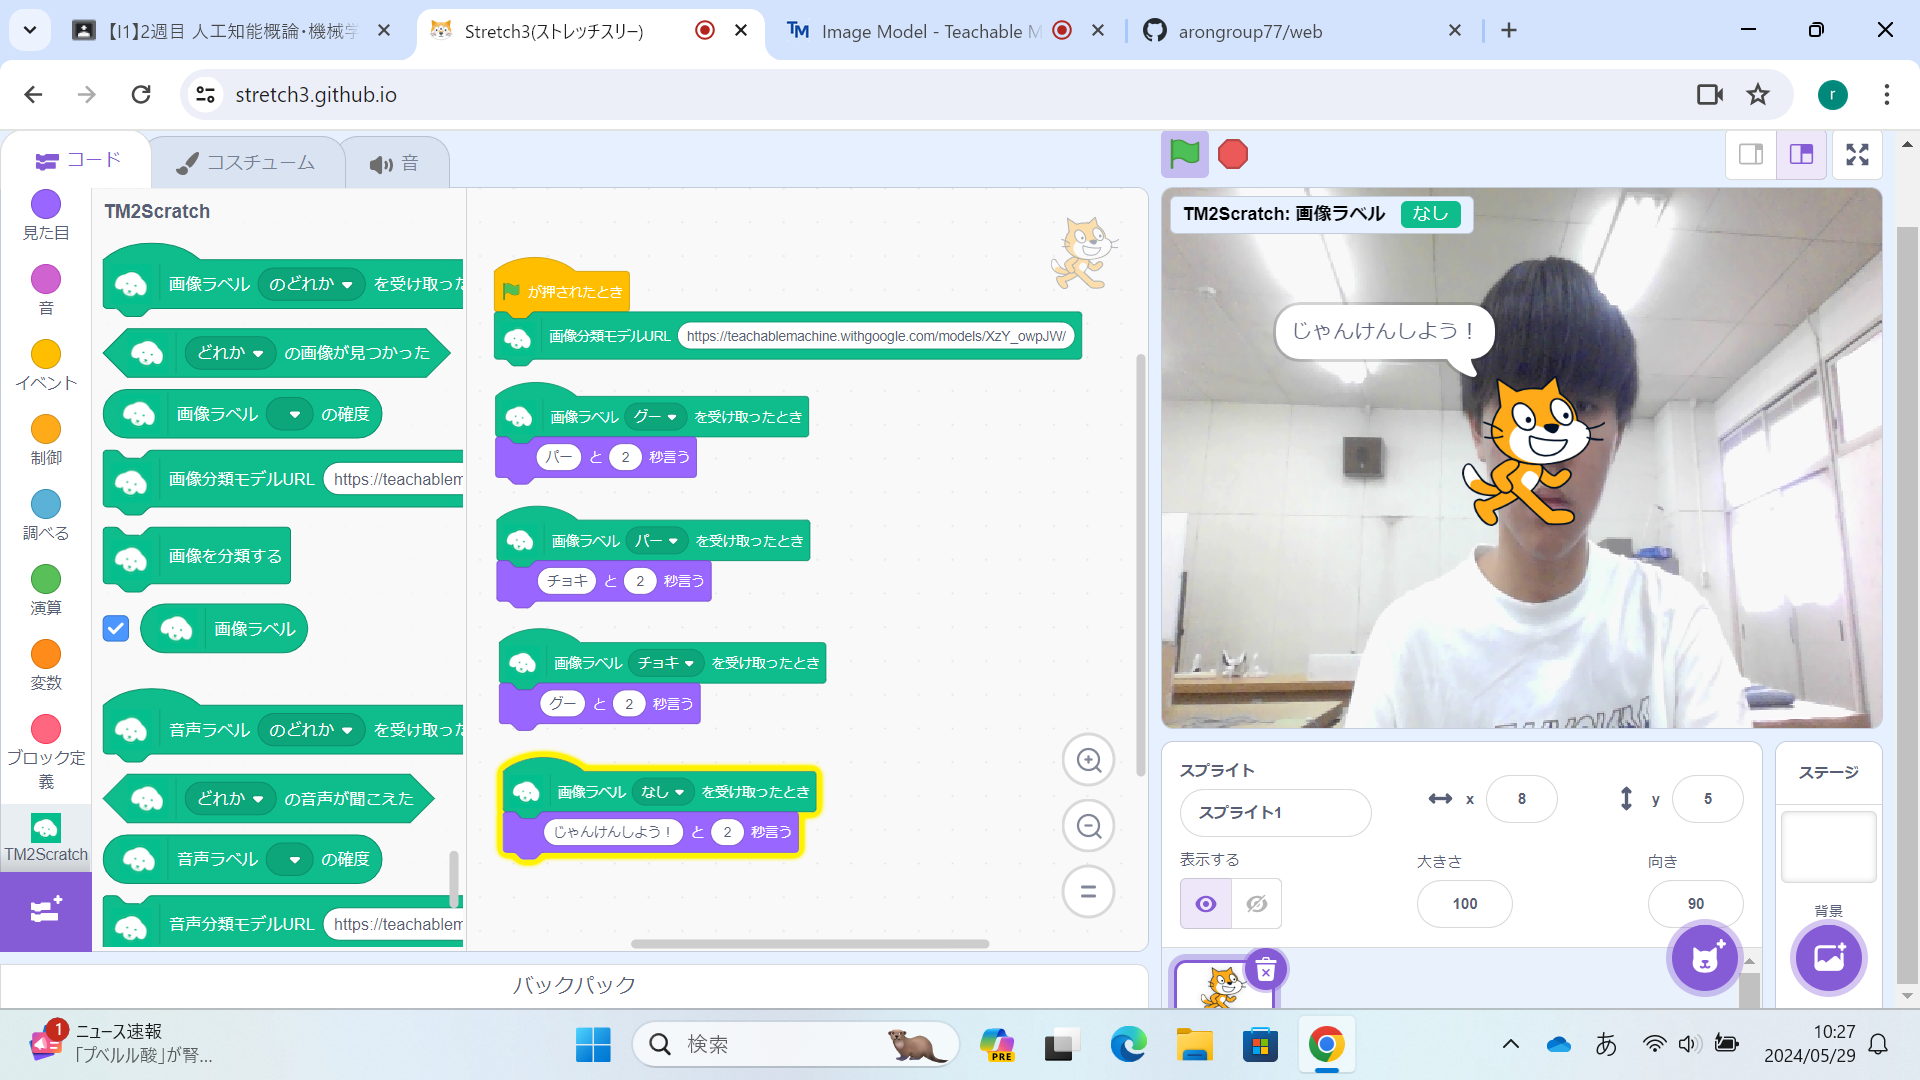 【I1】2週目 人工知能概論・機械学
Stretch3(ストレッチスリー)
Image Model - Teachable M
arongroup77/web
stretch3.github.io
r
コード
コスチューム
音
見た目
音
イベント
制御
調べる
演算
変数
ブロック定
義
TM2Scratch
TM2Scratch
画像ラベル のどれか を受け取った
どれか の画像が見つかった
画像ラベル の確度
画像分類モデルURL https://teachablem
画像を分類する
画像ラベル
音声ラベル のどれか を受け取った
どれか の音声が聞こえた
音声ラベル の確度
音声分類モデルURL https://teachablem
が押されたとき
画像分類モデルURL https://teachablemachine.withgoogle.com/models/XzY_owpJW/
画像ラベル グー を受け取ったとき
パー と 2 秒言う
画像ラベル パー を受け取ったとき
チョキ と 2 秒言う
画像ラベル チョキ を受け取ったとき
グー と 2 秒言う
画像ラベル なし を受け取ったとき
じゃんけんしよう！ と 2 秒言う
バックパック
TM2Scratch: 画像ラベル なし
じゃんけんしよう！
スプライト
スプライト1
x 8
y 5
表示する
大きさ
向き
100
90
ステージ
背景
1
ニュース速報
「プベルル酸」が腎...
検索
PRE
あ
10:27
2024/05/29